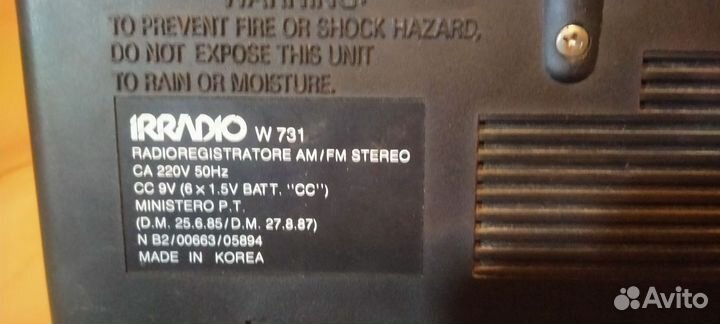 WARNING:
TO PREVENT FIRE OR SHOCK HAZARD,
DO NOT EXPOSE THIS UNIT
TO RAIN OR MOISTURE.
IRRADIO W 731
RADIOREGISTRATORE AM/FM STEREO
CA 220V 50Hz
CC 9V (6 x 1.5V BATT. "CC")
MINISTERO P.T.
(D.M. 25.6.85/D.M. 27.8.87)
N B2/00663/05894
MADE IN KOREA
Avito